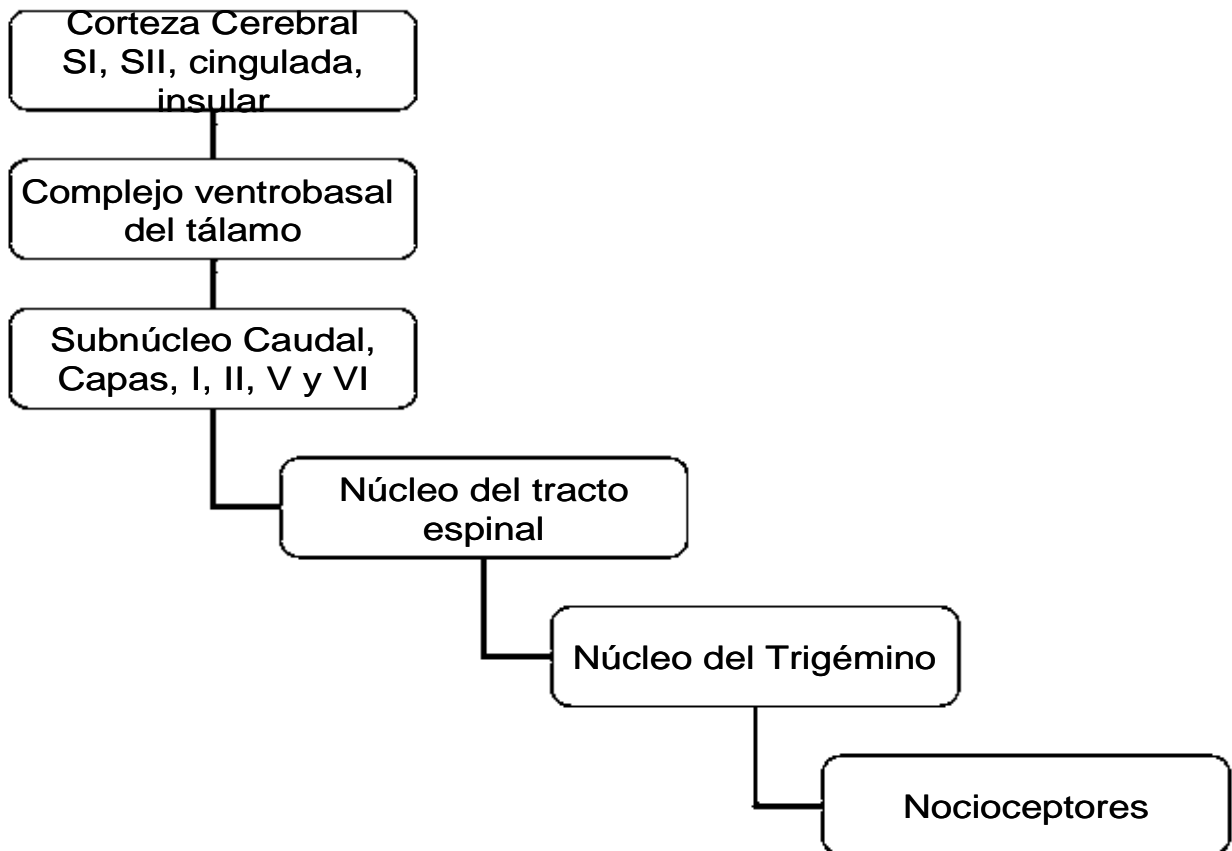 Corteza Cerebral
SI, SII, cingulada,
insular
Complejo ventrobasal
del tálamo
Subnúcleo Caudal,
Capas, I, II, V y VI
Núcleo del tracto
espinal
Núcleo del Trigémino
Nocioceptores